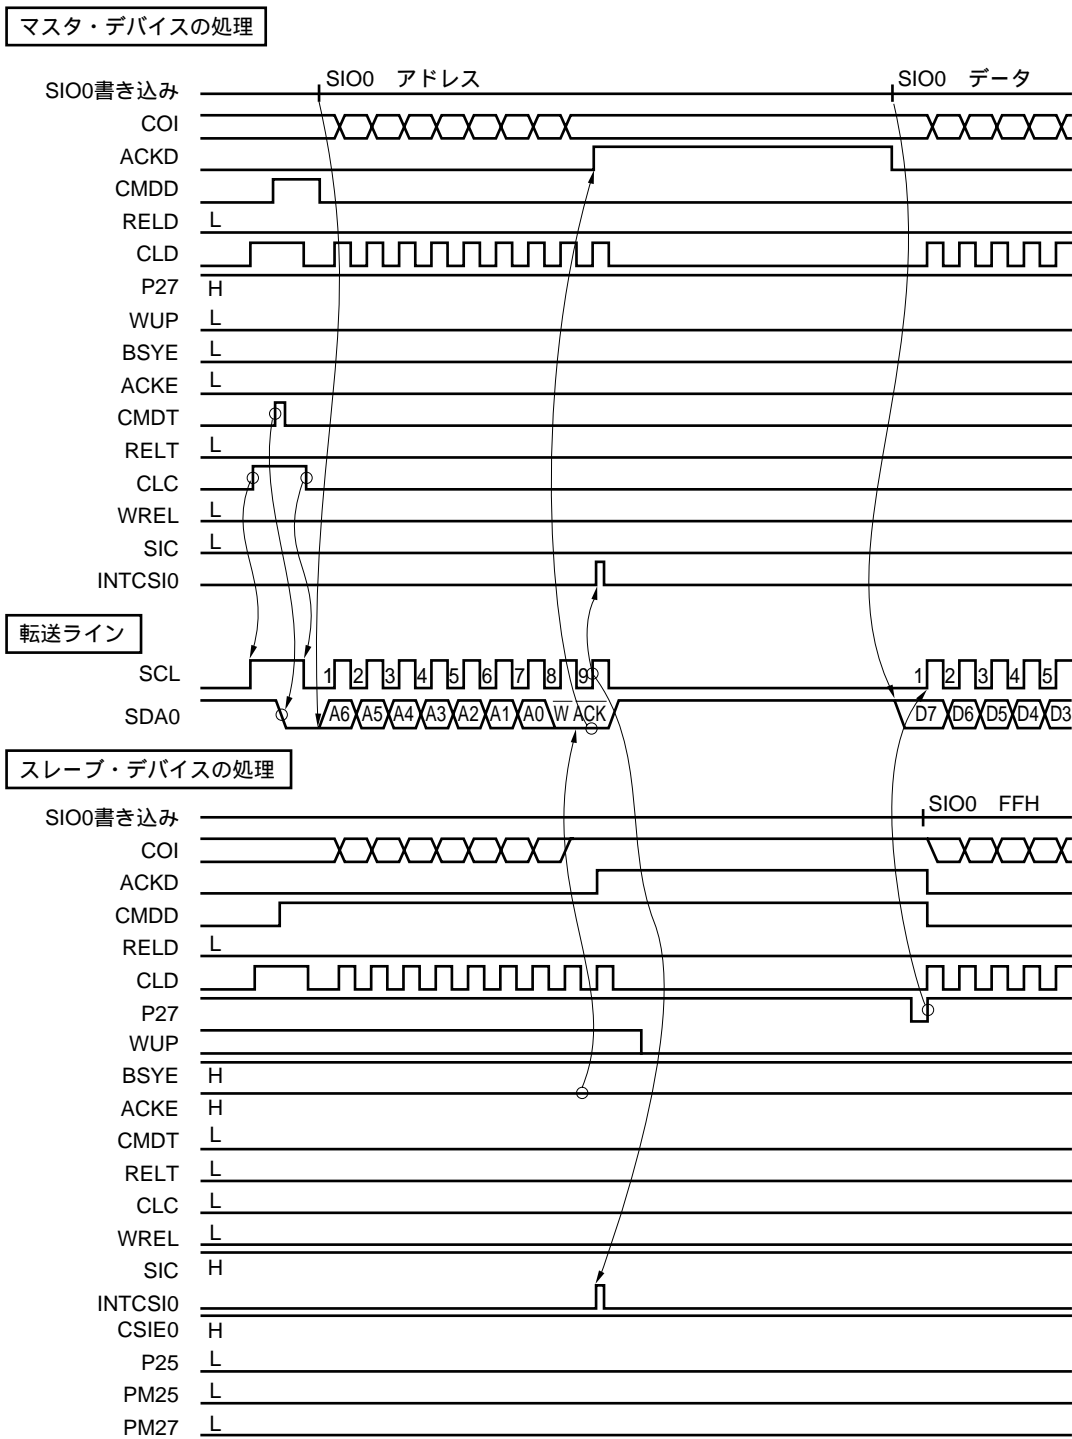 マスタ・デバイスの処理
SIO0書き込み SIO0 アドレス SIO0 データ
COI
ACKD
CMDD
RELD L
CLD
P27 H
WUP L
BSYE L
ACKE L
CMDT
RELT L
CLC
WREL L
SIC L
INTCSI0
転送ライン
SCL 1 2 3 4 5 6 7 8 9 1 2 3 4 5
SDA0 A6 A5 A4 A3 A2 A1 A0 W̅ A̅C̅K̅ D7 D6 D5 D4 D3
スレーブ・デバイスの処理
SIO0書き込み SIO0 FFH
COI
ACKD
CMDD
RELD L
CLD
P27
WUP
BSYE H
ACKE H
CMDT L
RELT L
CLC L
WREL L
SIC H
INTCSI0
CSIE0 H
P25 L
PM25 L
PM27 L